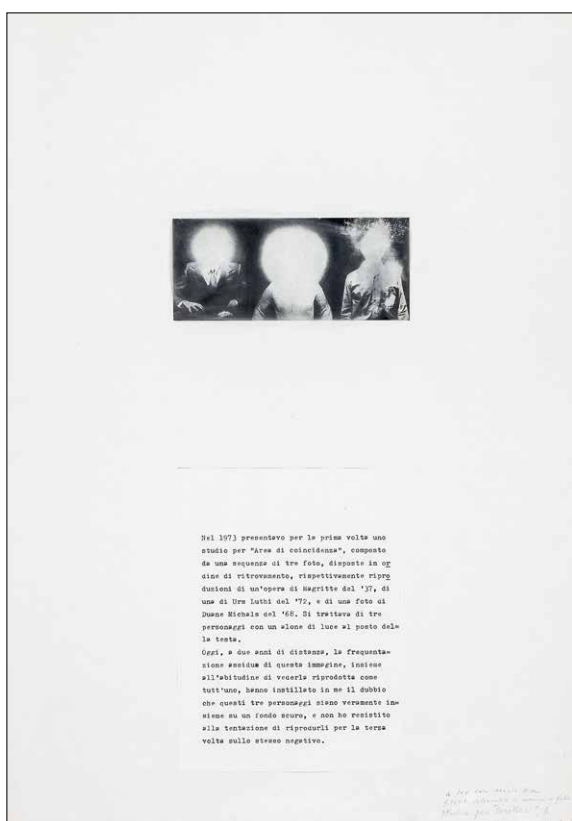 Nel 1973 presentavo per la prima volta uno
studio per "Area di coincidenza", composto
da una sequenza di tre foto, disposte in or
dine di ritrovamento, rispettivamente ripro
duzioni di un'opera di Magritte del '37, di
una di Urs Luthi del '72, e di una foto di
Duane Michals del '68. Si trattava di tre
personaggi con un alone di luce al posto del=
la testa.
Oggi, a due anni di distanza, la frequenta=
zione assidua di questa immagine, insieme
all'abitudine di vederla riprodotta come
tutt'uno, hanno instillato in me il dubbio
che questi tre personaggi siano veramente in=
sieme su un fondo scuro, e non ho resistito
alla tentazione di riprodurli per la terza
volta sullo stesso negativo.